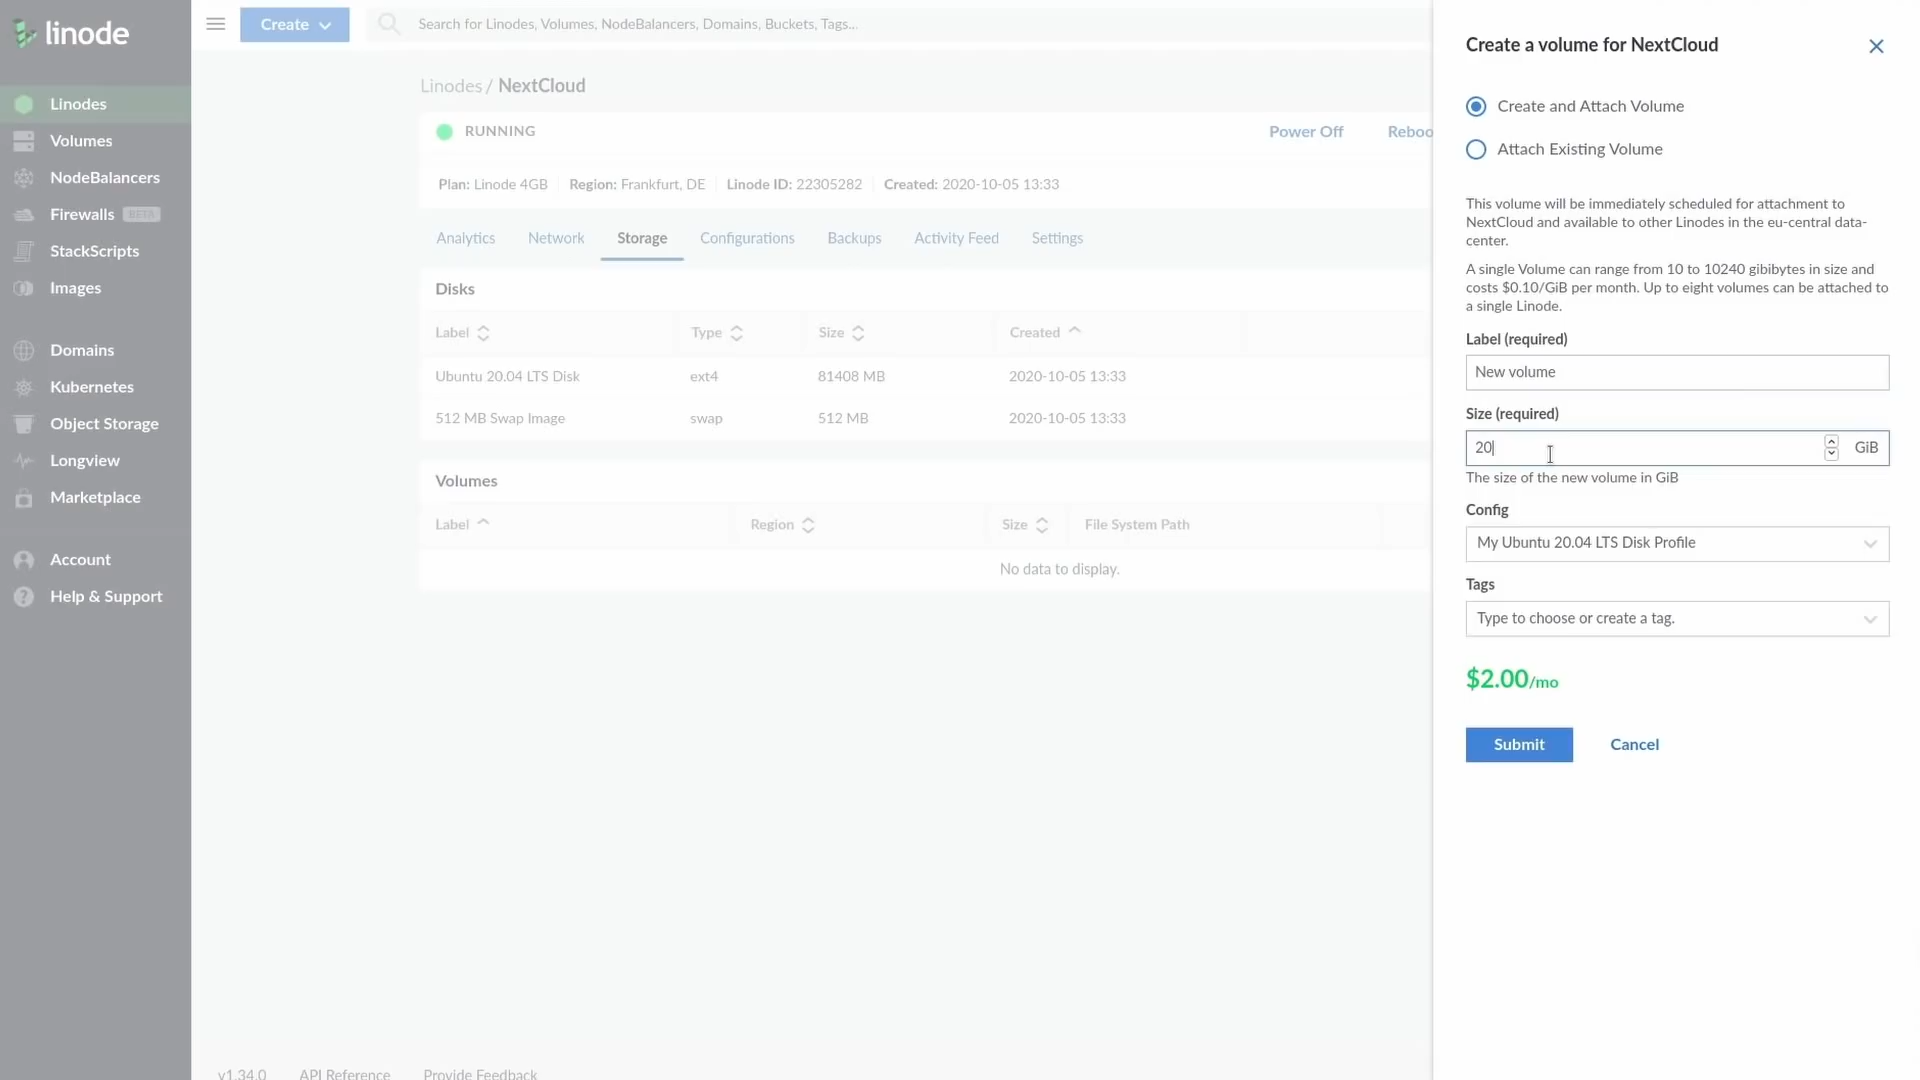 linode
Linodes
Volumes
NodeBalancers
Firewalls BETA
StackScripts
Images
Domains
Kubernetes
Object Storage
Longview
Marketplace
Account
Help & Support
Create
Search for Linodes, Volumes, NodeBalancers, Domains, Buckets, Tags...
Linodes / NextCloud
RUNNING
Power Off Reboo
Plan: Linode 4GB Region: Frankfurt, DE Linode ID: 22305282 Created: 2020-10-05 13:33
Analytics Network Storage Configurations Backups Activity Feed Settings
Disks
Label Type Size Created
Ubuntu 20.04 LTS Disk ext4 81408 MB 2020-10-05 13:33
512 MB Swap Image swap 512 MB 2020-10-05 13:33
Volumes
Label Region Size File System Path
No data to display.
v1.34.0 API Reference Provide Feedback
Create a volume for NextCloud
Create and Attach Volume
Attach Existing Volume
This volume will be immediately scheduled for attachment to
NextCloud and available to other Linodes in the eu-central data-
center.
A single Volume can range from 10 to 10240 gibibytes in size and
costs $0.10/GiB per month. Up to eight volumes can be attached to
a single Linode.
Label (required)
New volume
Size (required)
20 GiB
The size of the new volume in GiB
Config
My Ubuntu 20.04 LTS Disk Profile
Tags
Type to choose or create a tag.
$2.00/mo
Submit Cancel